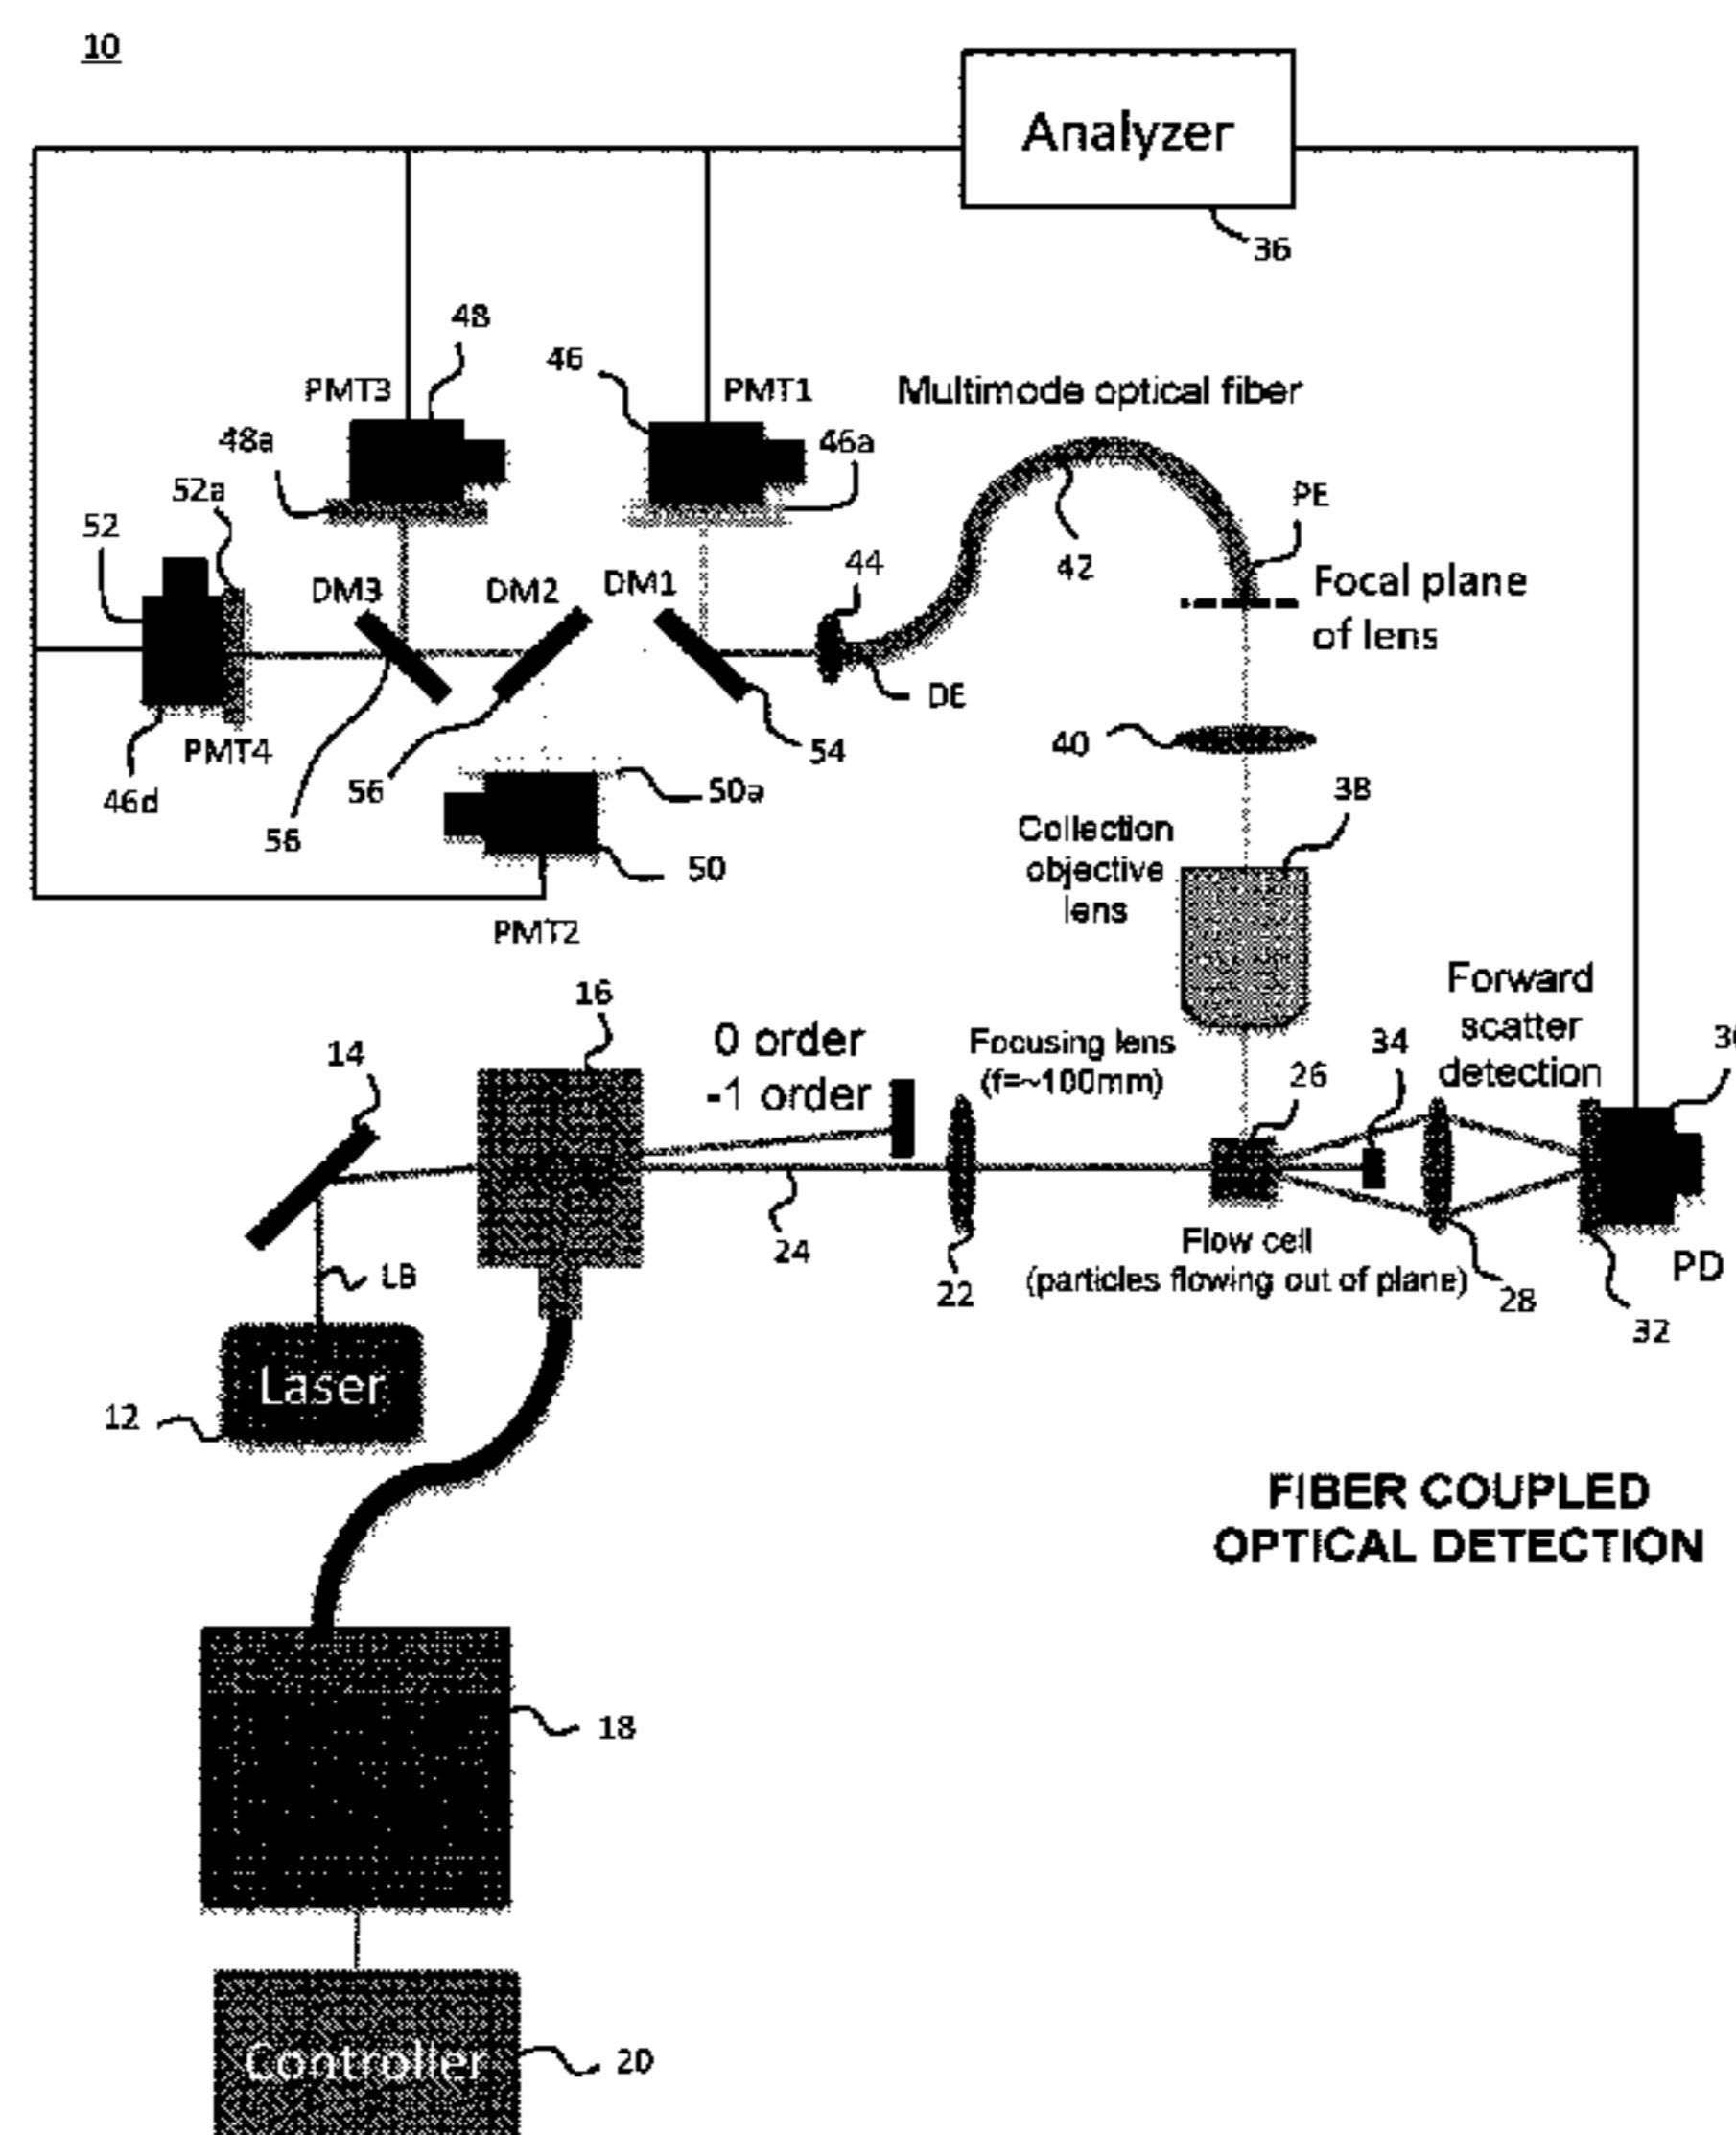 10
Analyzer
36
48
46
PMT3
PMT1
Multimode optical fiber
48a
46a
52a
PE
52
44
42
DM3
DM2
DM1
Focal plane
of lens
DE
PMT4
54
40
46d
56
50a
38
56
50
Collection
objective
lens
PMT2
16
Forward
scatter
detection
0 order
-1 order
Focusing lens
(f=~100mm)
34
14
26
24
LB
22
Flow cell
(particles flowing out of plane)
28
PD
32
Laser
12
FIBER COUPLED
OPTICAL DETECTION
18
Controller
20